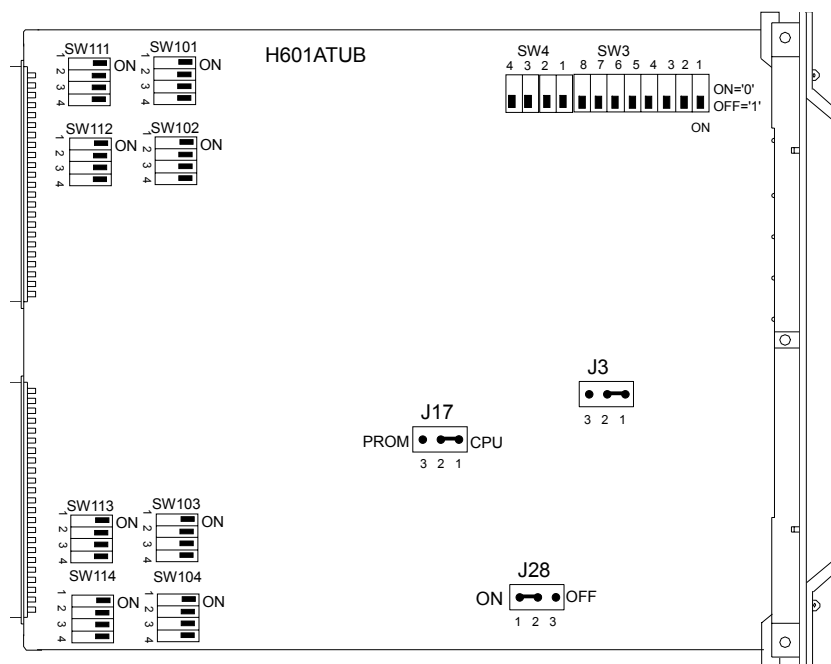 H601ATUB
SW111
1
2
3
4
ON
SW101
1
2
3
4
ON
SW4
4 3 2 1
SW3
8 7 6 5 4 3 2 1
ON='0'
OFF='1'
ON
SW112
1
2
3
4
ON
SW102
1
2
3
4
ON
J3
3 2 1
J17
PROM
CPU
3 2 1
SW113
1
2
3
4
ON
SW103
1
2
3
4
ON
SW114
1
2
3
4
ON
SW104
1
2
3
4
ON
J28
ON
OFF
1 2 3